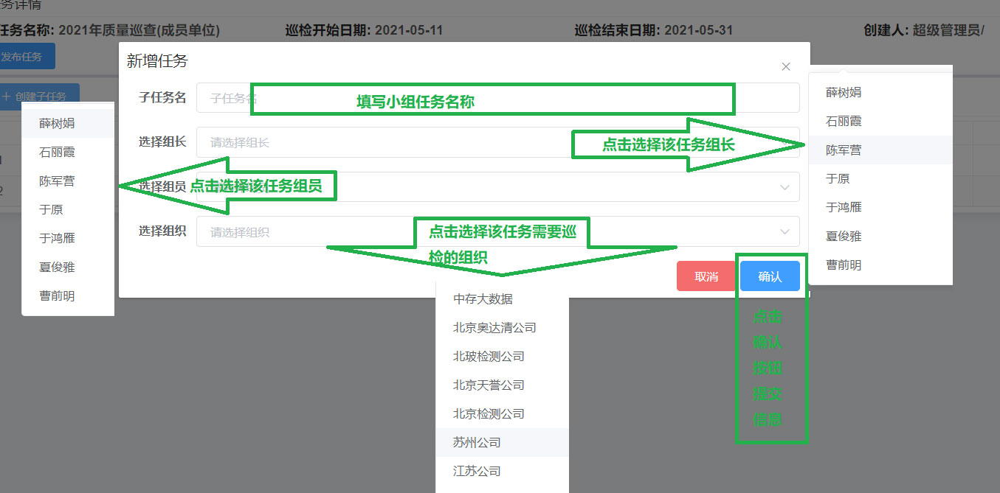 务详情
任务名称: 2021年质量巡查(成员单位)
巡检开始日期: 2021-05-11
巡检结束日期: 2021-05-31
创建人: 超级管理员/
发布任务
+ 创建子任务
新增任务
×
子任务名
子任务名
填写小组任务名称
选择组长
请选择组长
点击选择该任务组长
选择组员
点击选择该任务组员
选择组织
请选择组织
点击选择该任务需要巡
检的组织
取消
确认
点击
确认
按钮
提交
信息
薛树娟
石丽霞
陈军营
于原
于鸿雁
夏俊雅
曹前明
薛树娟
石丽霞
陈军营
于原
于鸿雁
夏俊雅
曹前明
中存大数据
北京奥达清公司
北玻检测公司
北京天誉公司
北京检测公司
苏州公司
江苏公司
2